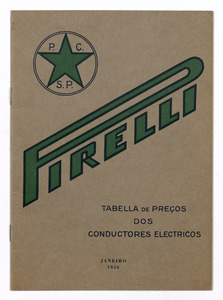 P. C.
S.P.
PIRELLI
TABELLA DE PREÇOS
DOS
CONDUCTORES ELECTRICOS
JANEIRO
1936